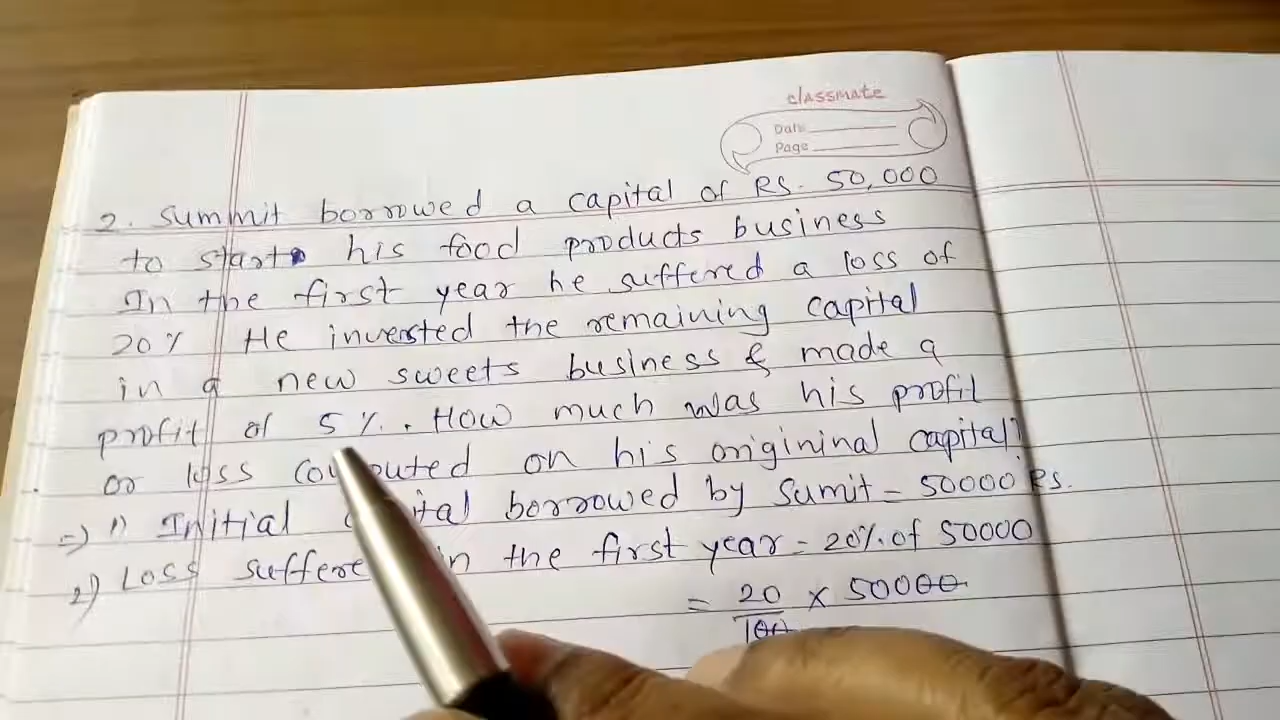 classmate
Date
Page
2. Summit borrowed a capital of Rs. 50,000
to start his food products business
In the first year he suffered a loss of
20% He invested the remaining capital
in a new sweets business & made a
profit of 5%. How much was his profit
or loss computed on his origininal capital?
=) 1) Initial borrowed by Sumit = 50000 Rs.
2) Loss in the first year = 20% of 50000
= 20/100 x 50000